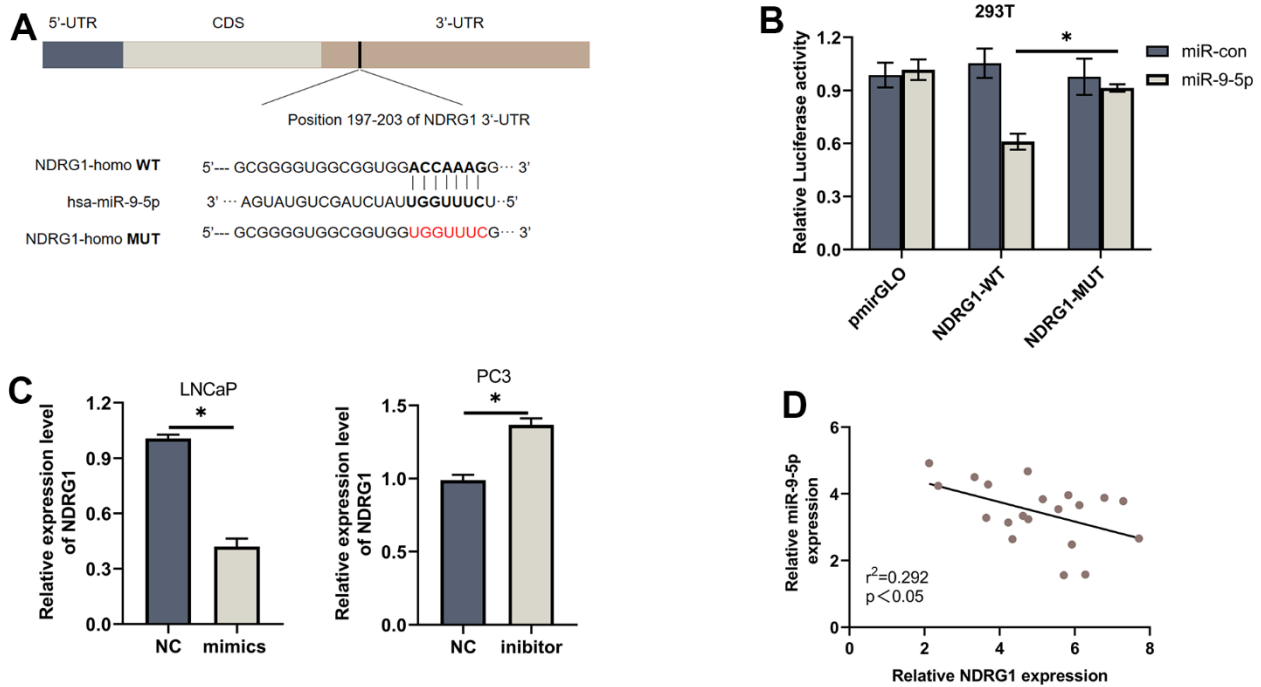 A
5'-UTR
CDS
3'-UTR
Position 197-203 of NDRG1 3'-UTR
NDRG1-homo WT
5'--- GCGGGGUGGCGGUGGACCAAAGG··· 3'
hsa-miR-9-5p
3' ··· AGUAUGUCGAUCUAUUGGUUUCU··5'
NDRG1-homo MUT
5'--- GCGGGGUGGCGGUGGUGGUUUCG··· 3'
B
293T
Relative Luciferase activity
1.2
0.9
0.6
0.3
0.0
*
miR-con
miR-9-5p
pmirGLO
NDRG1-WT
NDRG1-MUT
C
LNCaP
Relative expression level
of NDRG1
1.2
0.9
0.6
0.3
0.0
*
NC
mimics
PC3
Relative expression level
of NDRG1
1.5
1.0
0.5
0.0
*
NC
inibitor
D
Relative miR-9-5p
expression
6
4
2
0
r²=0.292
p<0.05
0
2
4
6
8
Relative NDRG1 expression